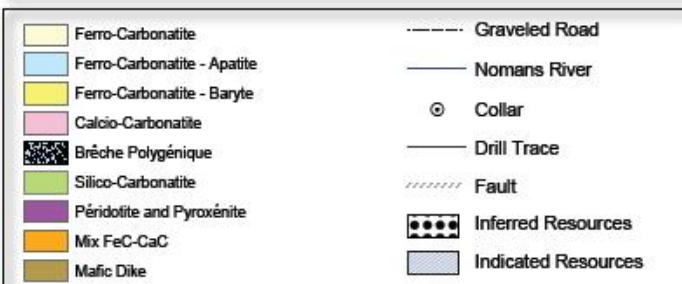 Ferro-Carbonatite
Ferro-Carbonatite - Apatite
Ferro-Carbonatite - Baryte
Calcio-Carbonatite
Brêche Polygénique
Silico-Carbonatite
Péridotite and Pyroxénite
Mix FeC-CaC
Mafic Dike
Graveled Road
Nomans River
Collar
Drill Trace
Fault
Inferred Resources
Indicated Resources